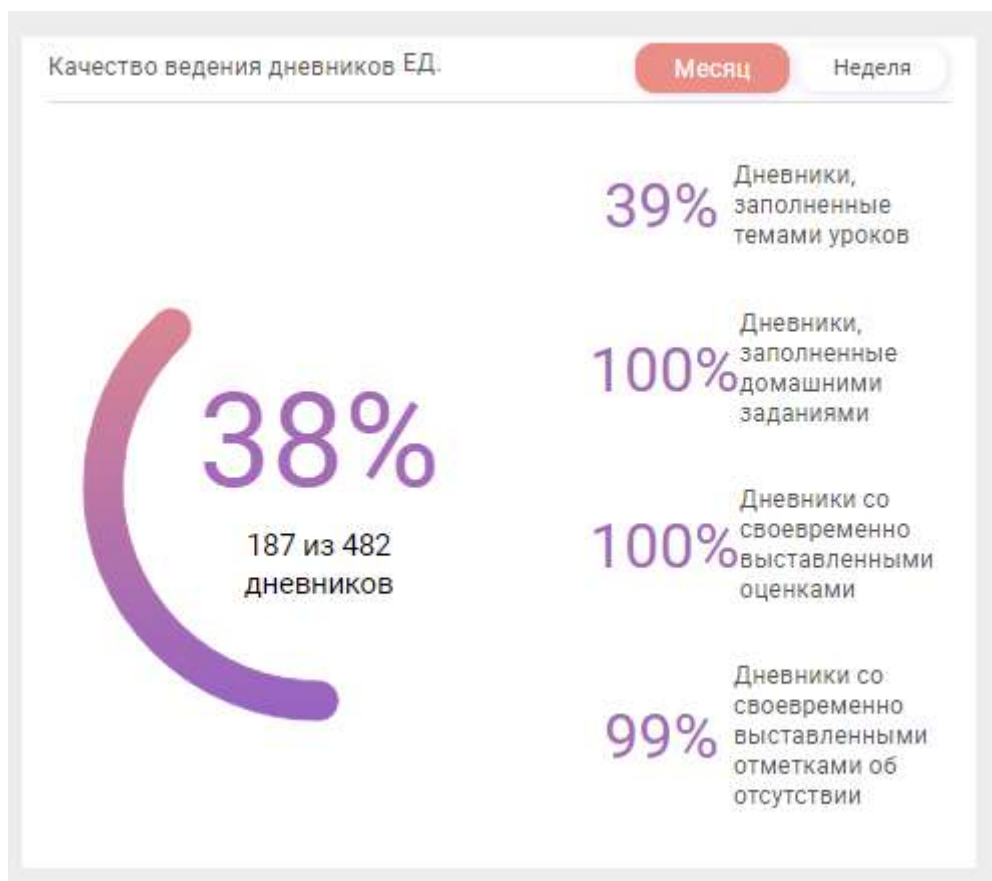 Качество ведения дневников ЕД.
Месяц
Неделя
38%
187 из 482
дневников
39%
Дневники,
заполненные
темами уроков
100%
Дневники,
заполненные
домашними
заданиями
100%
Дневники со
своевременно
выставленными
оценками
99%
Дневники со
своевременно
выставленными
отметками об
отсутствии